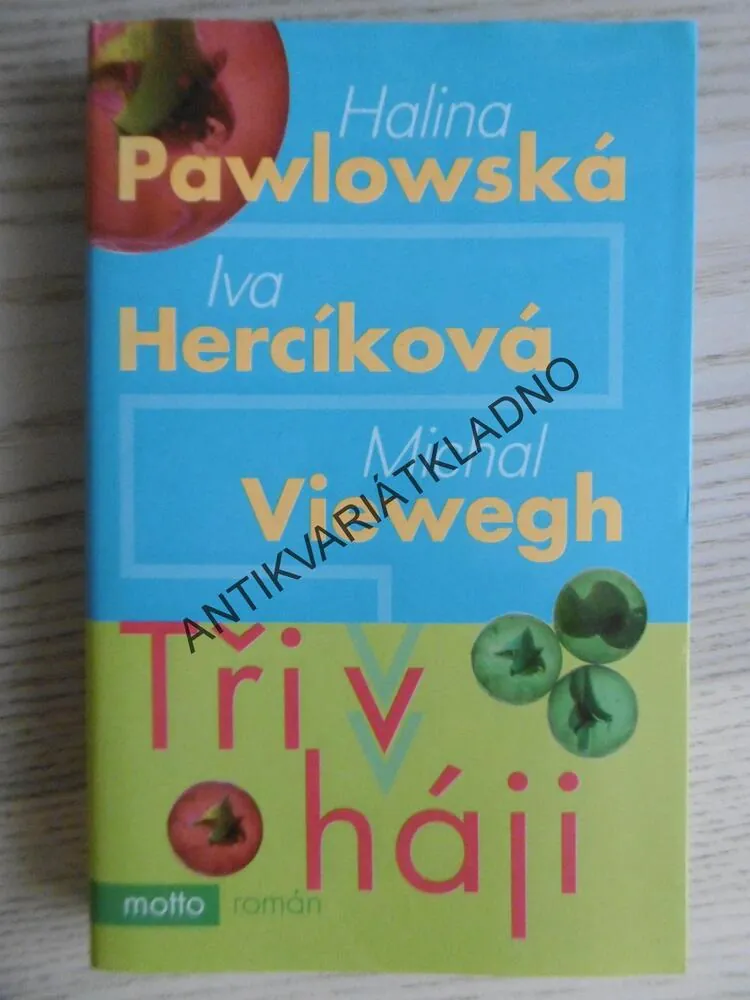 Halina
Pawlowská
Iva
Hercíková
Michal
Viewegh
ANTIKVARIÁTKLADNO
Tři v
háji
motto román